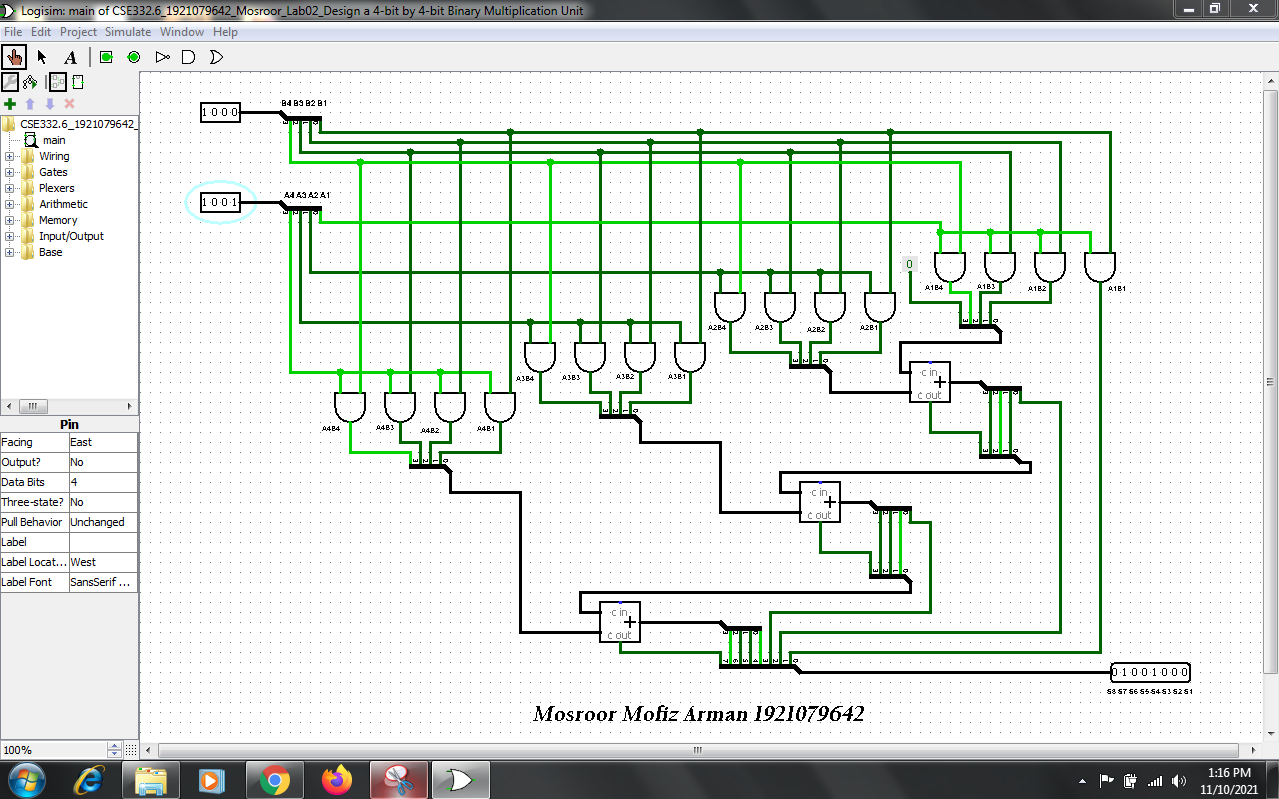 Logisim: main of CSE332.6_1921079642_Mosroor_Lab02_Design a 4-bit by 4-bit Binary Multiplication Unit
File Edit Project Simulate Window Help
A
CSE332.6_1921079642_
main
Wiring
Gates
Plexers
Arithmetic
Memory
Input/Output
Base
Pin
Facing East
Output? No
Data Bits 4
Three-state? No
Pull Behavior Unchanged
Label
Label Locat... West
Label Font SansSerif ...
100%
B4 B3 B2 B1
1 0 0 0
A4 A3 A2 A1
1 0 0 1
0
A1B4 A1B3 A1B2 A1B1
A2B4 A2B3 A2B2 A2B1
A3B4 A3B3 A3B2 A3B1
A4B4 A4B3 A4B2 A4B1
c in
+
c out
c in
+
c out
c in
+
c out
0 1 0 0 1 0 0 0
S8 S7 S6 S5 S4 S3 S2 S1
Mosroor Mofiz Arman 1921079642
1:16 PM
11/10/2021